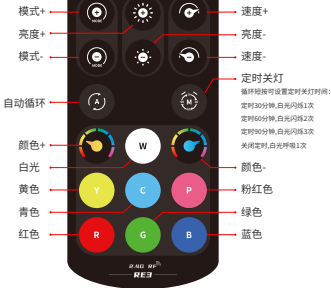 模式+
亮度+
模式-
自动循环
颜色+
白光
黄色
青色
红色
MODE
MODE
A
M
W
Y
C
P
R
G
B
2.4G RF
RE3
速度+
亮度-
速度-
定时关灯
循环短按可设置定时关灯时间:
定时30分钟,白光闪烁1次
定时60分钟,白光闪烁2次
定时90分钟,白光闪烁3次
关闭定时,白光呼吸1次
颜色-
粉红色
绿色
蓝色